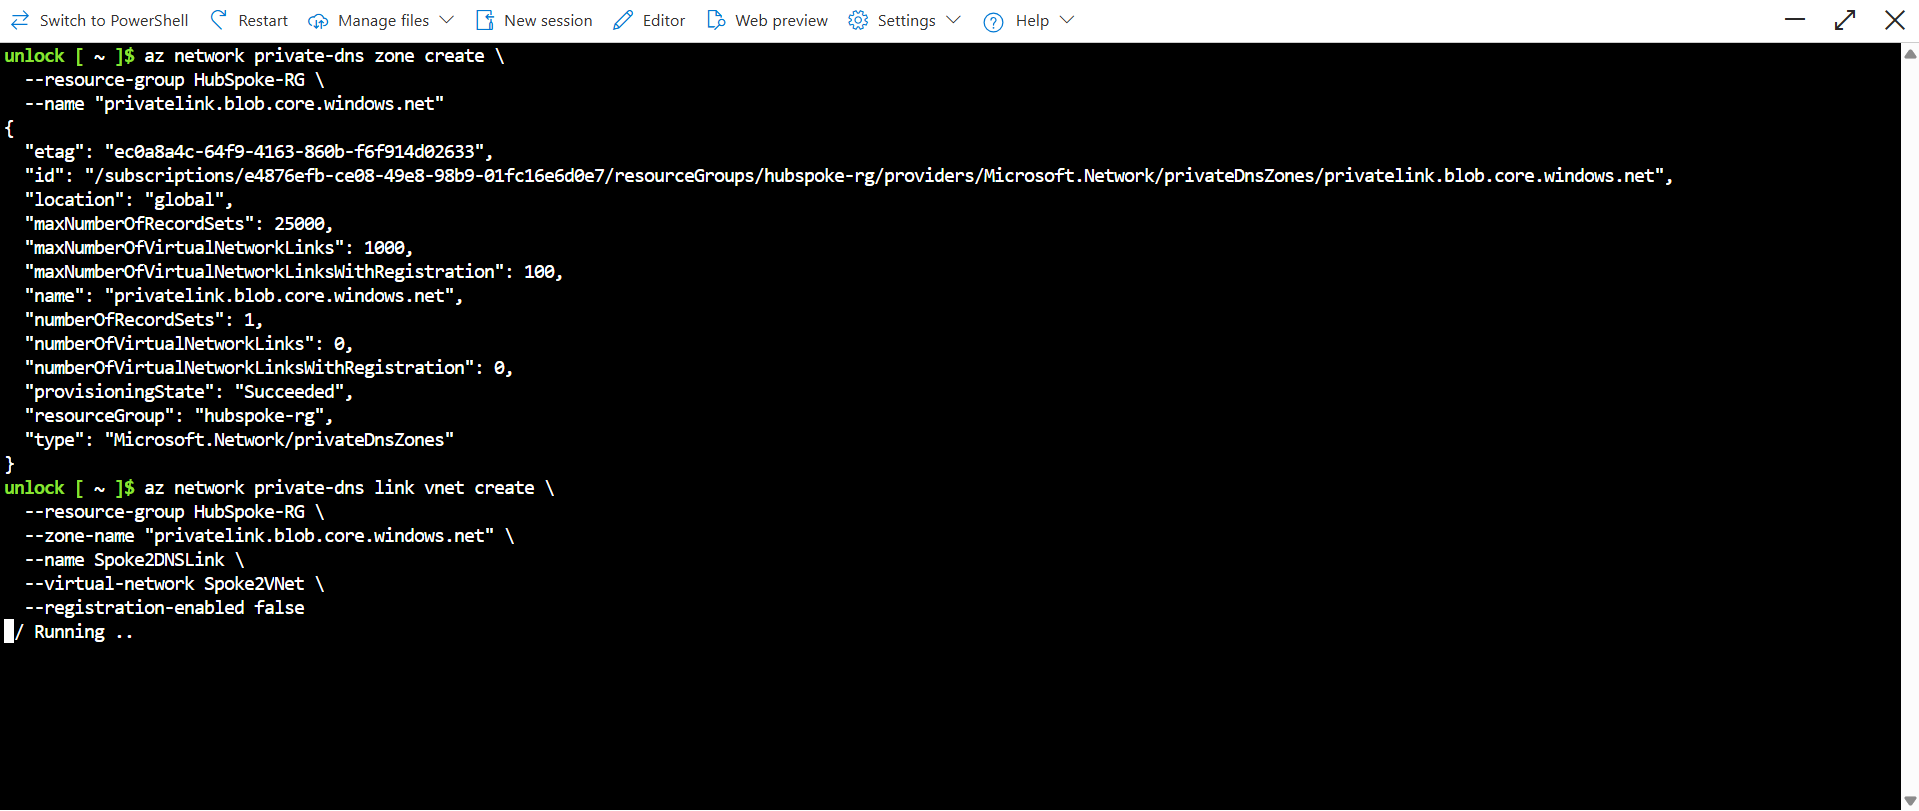 Switch to PowerShell Restart Manage files New session Editor Web preview Settings Help
unlock [ ~ ]$ az network private-dns zone create \
  --resource-group HubSpoke-RG \
  --name "privatelink.blob.core.windows.net"
{
  "etag": "ec0a8a4c-64f9-4163-860b-f6f914d02633",
  "id": "/subscriptions/e4876efb-ce08-49e8-98b9-01fc16e6d0e7/resourceGroups/hubspoke-rg/providers/Microsoft.Network/privateDnsZones/privatelink.blob.core.windows.net",
  "location": "global",
  "maxNumberOfRecordSets": 25000,
  "maxNumberOfVirtualNetworkLinks": 1000,
  "maxNumberOfVirtualNetworkLinksWithRegistration": 100,
  "name": "privatelink.blob.core.windows.net",
  "numberOfRecordSets": 1,
  "numberOfVirtualNetworkLinks": 0,
  "numberOfVirtualNetworkLinksWithRegistration": 0,
  "provisioningState": "Succeeded",
  "resourceGroup": "hubspoke-rg",
  "type": "Microsoft.Network/privateDnsZones"
}
unlock [ ~ ]$ az network private-dns link vnet create \
  --resource-group HubSpoke-RG \
  --zone-name "privatelink.blob.core.windows.net" \
  --name Spoke2DNSLink \
  --virtual-network Spoke2VNet \
  --registration-enabled false
/ Running ..